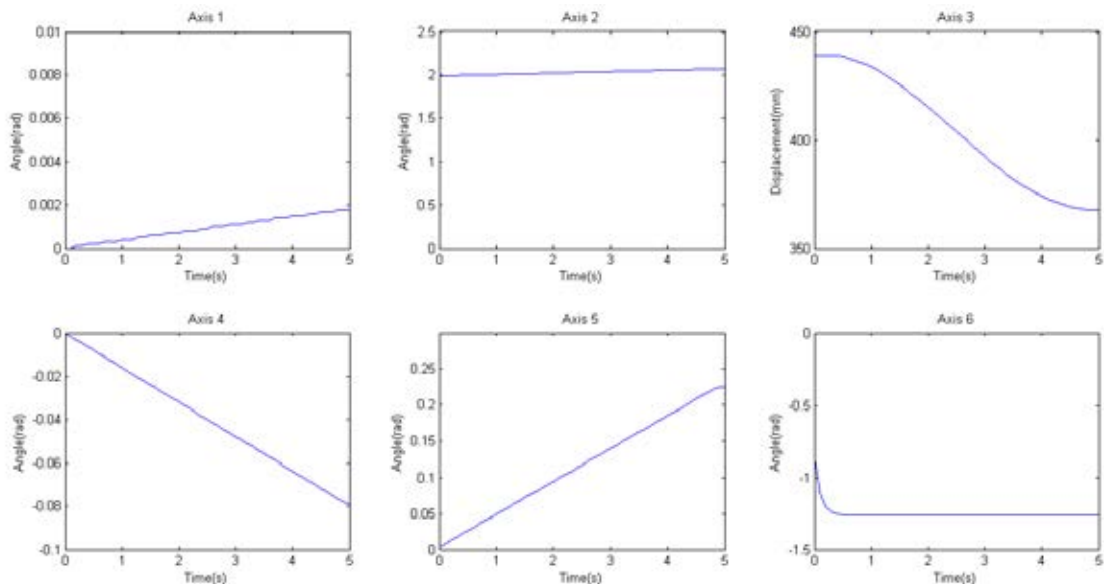 Axis 1
0.01
0.008
0.006
0.004
0.002
0
Angle(rad)
0 1 2 3 4 5
Time(s)
Axis 2
2.5
2
1.5
1
0.5
0
Angle(rad)
0 1 2 3 4 5
Time(s)
Axis 3
450
400
350
Displacement(mm)
0 1 2 3 4 5
Time(s)
Axis 4
0
-0.02
-0.04
-0.06
-0.08
-0.1
Angle(rad)
0 1 2 3 4 5
Time(s)
Axis 5
0.25
0.2
0.15
0.1
0.05
0
Angle(rad)
0 1 2 3 4 5
Time(s)
Axis 6
0
-0.5
-1
-1.5
Angle(rad)
0 1 2 3 4 5
Time(s)